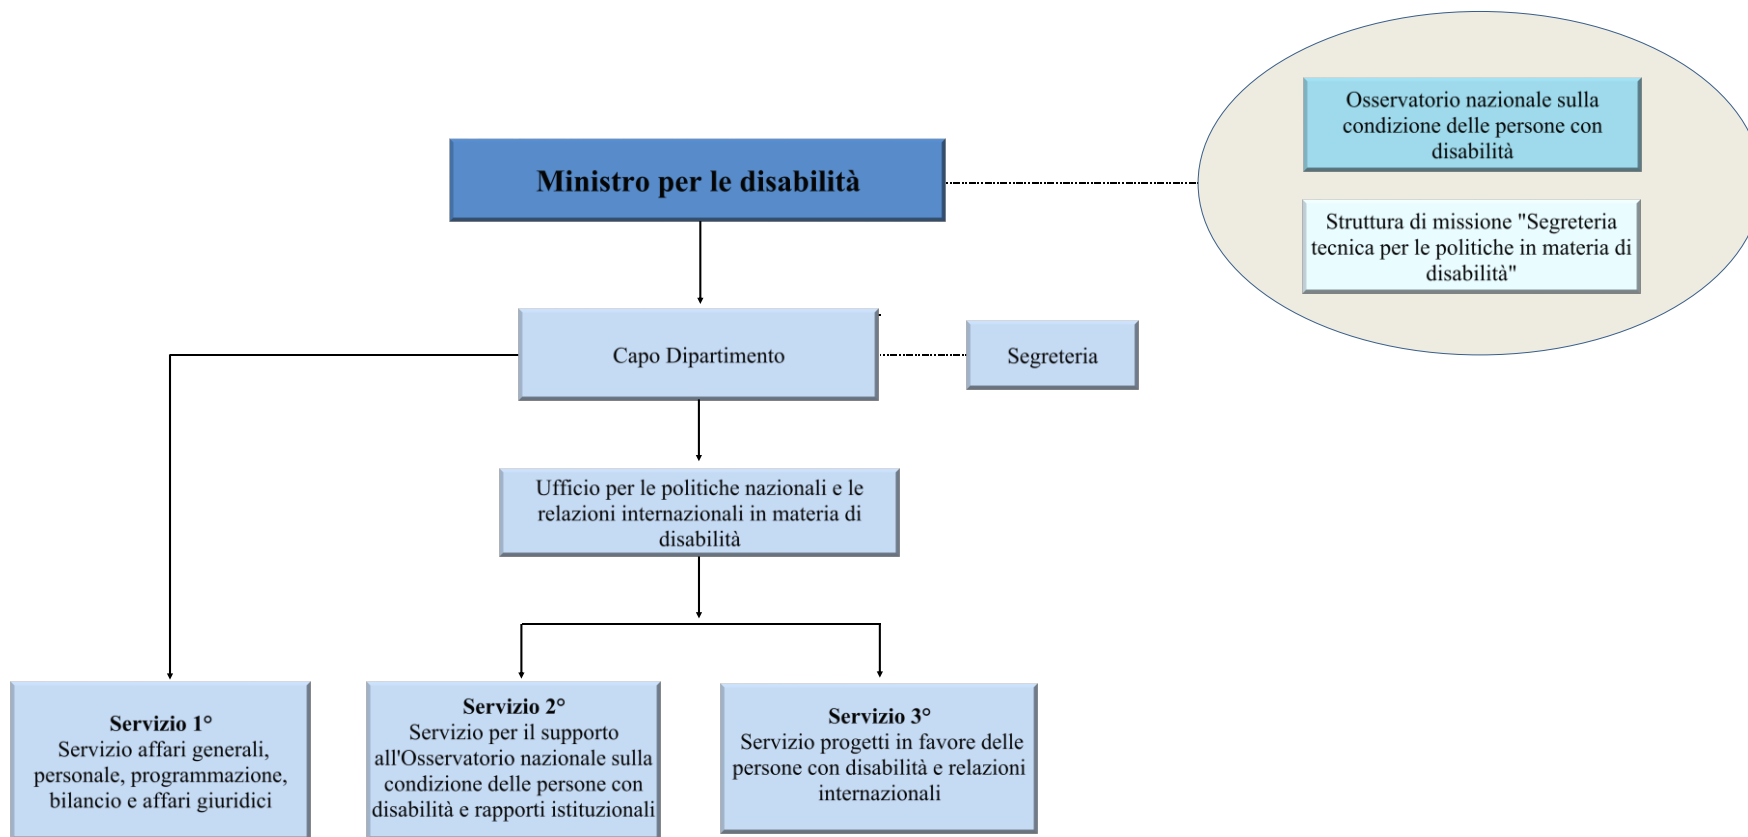 Osservatorio nazionale sulla
condizione delle persone con
disabilità
Ministro per le disabilità
Struttura di missione "Segreteria
tecnica per le politiche in materia di
disabilità"
Capo Dipartimento
Segreteria
Ufficio per le politiche nazionali e le
relazioni internazionali in materia di
disabilità
Servizio 1°
Servizio affari generali,
personale, programmazione,
bilancio e affari giuridici
Servizio 2°
Servizio per il supporto
all'Osservatorio nazionale sulla
condizione delle persone con
disabilità e rapporti istituzionali
Servizio 3°
Servizio progetti in favore delle
persone con disabilità e relazioni
internazionali